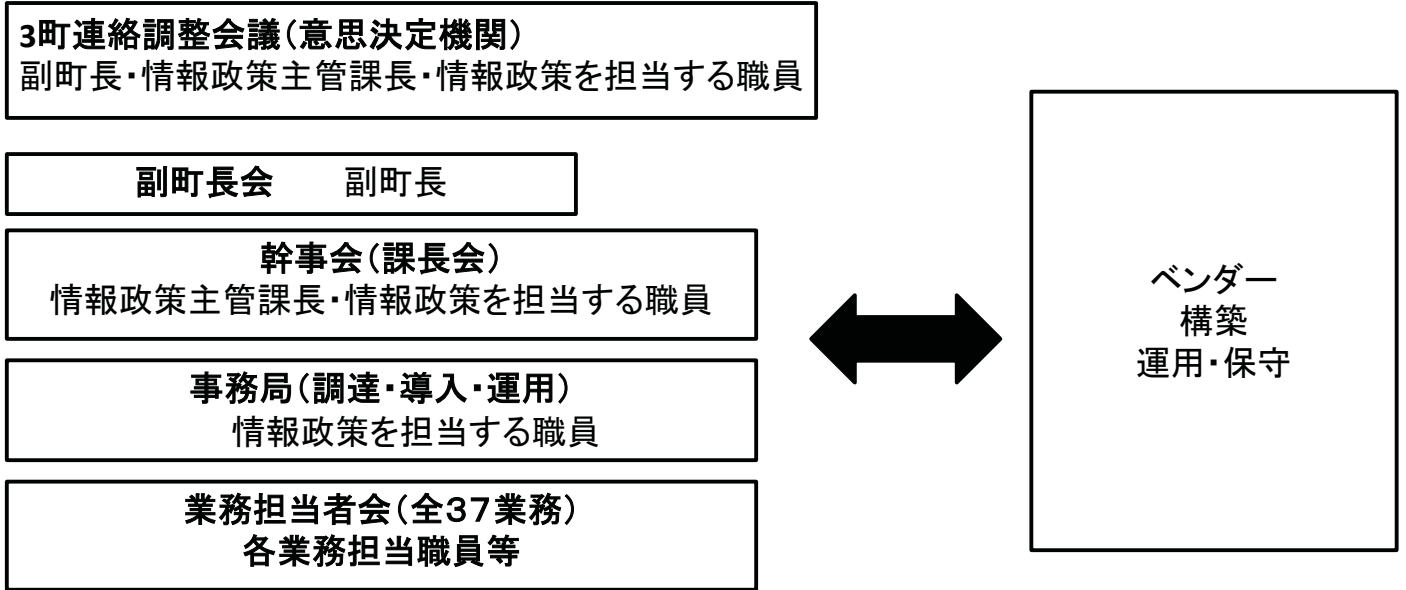 3町連絡調整会議（意思決定機関）
副町長・情報政策主管課長・情報政策を担当する職員
副町長会　　副町長
幹事会（課長会）
情報政策主管課長・情報政策を担当する職員
事務局（調達・導入・運用）
情報政策を担当する職員
業務担当者会（全３７業務）
各業務担当職員等
ベンダー
構築
運用・保守